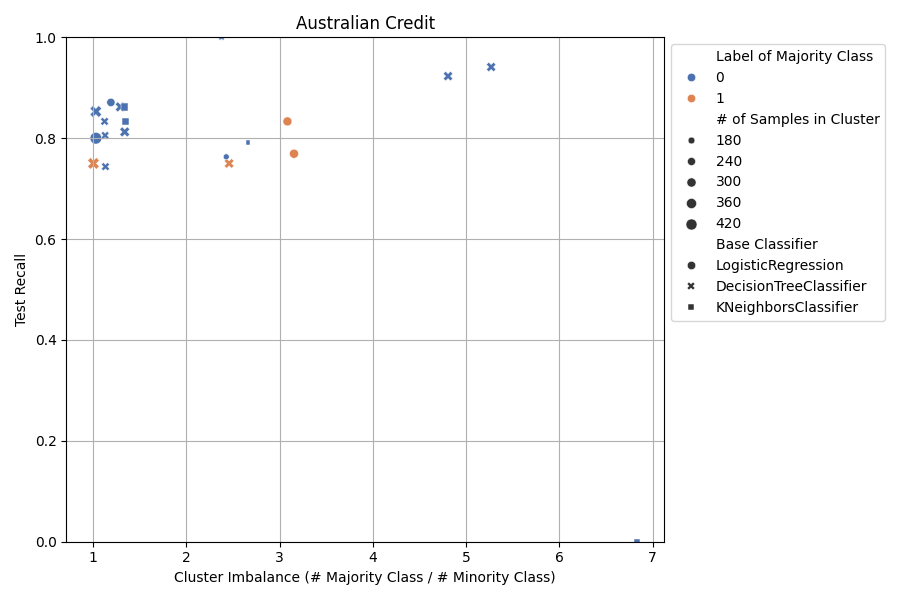 Australian Credit
1.0
0.8
0.6
0.4
0.2
0.0
Test Recall
1 2 3 4 5 6 7
Cluster Imbalance (# Majority Class / # Minority Class)
Label of Majority Class
0
1
# of Samples in Cluster
180
240
300
360
420
Base Classifier
LogisticRegression
DecisionTreeClassifier
KNeighborsClassifier